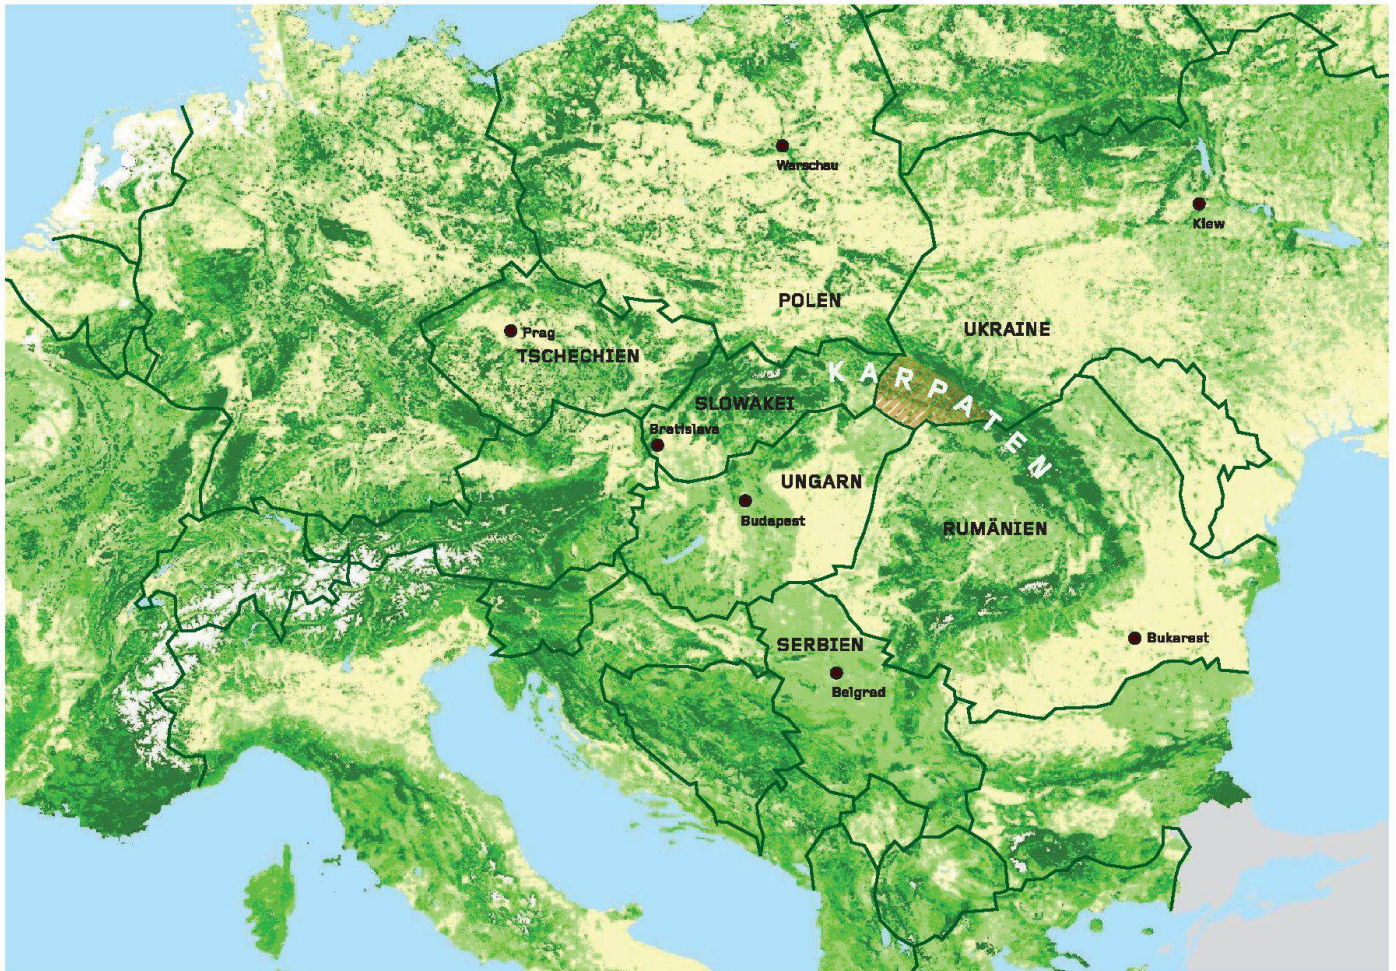 Warschau
Kiew
POLEN
UKRAINE
Prag
TSCHECHIEN
KARPATEN
SLOWAKEI
Bratislava
UNGARN
Budapest
RUMÄNIEN
SERBIEN
Bukarest
Belgrad